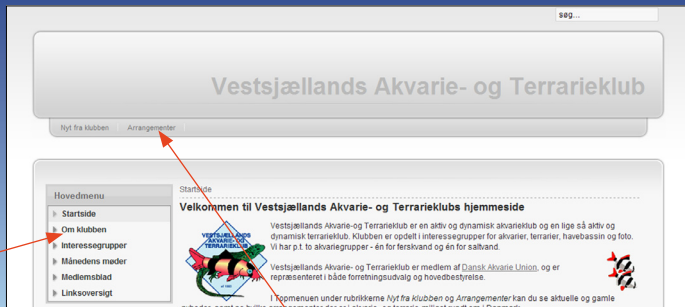 søg...
Vestsjællands Akvarie- og Terrarieklub
Nyt fra klubben
Arrangementer
Hovedmenu
Startside
Om klubben
Interessegrupper
Månedens møder
Medlemsblad
Linksoversigt
Startside
Velkommen til Vestsjællands Akvarie- og Terrarieklubs hjemmeside
VESTSJÆLLANDS
AKVARIE- OG
TERRARIEKLUB
Vestsjællands Akvarie-og Terrarieklub er en aktiv og dynamisk akvarieklub og en lige så aktiv og
dynamisk terrarieklub. Klubben er opdelt i interessegrupper for akvarier, terrarier, havebassin og foto.
Vi har p.t. to akvariegrupper - én for ferskvand og én for saltvand.
Vestsjællands Akvarie- og Terrarieklub er medlem af Dansk Akvarie Union, og er
repræsenteret i både forretningsudvalg og hovedbestyrelse.
I Topmenuen under rubrikkerne Nyt fra klubben og Arrangementer kan du se aktuelle og gamle